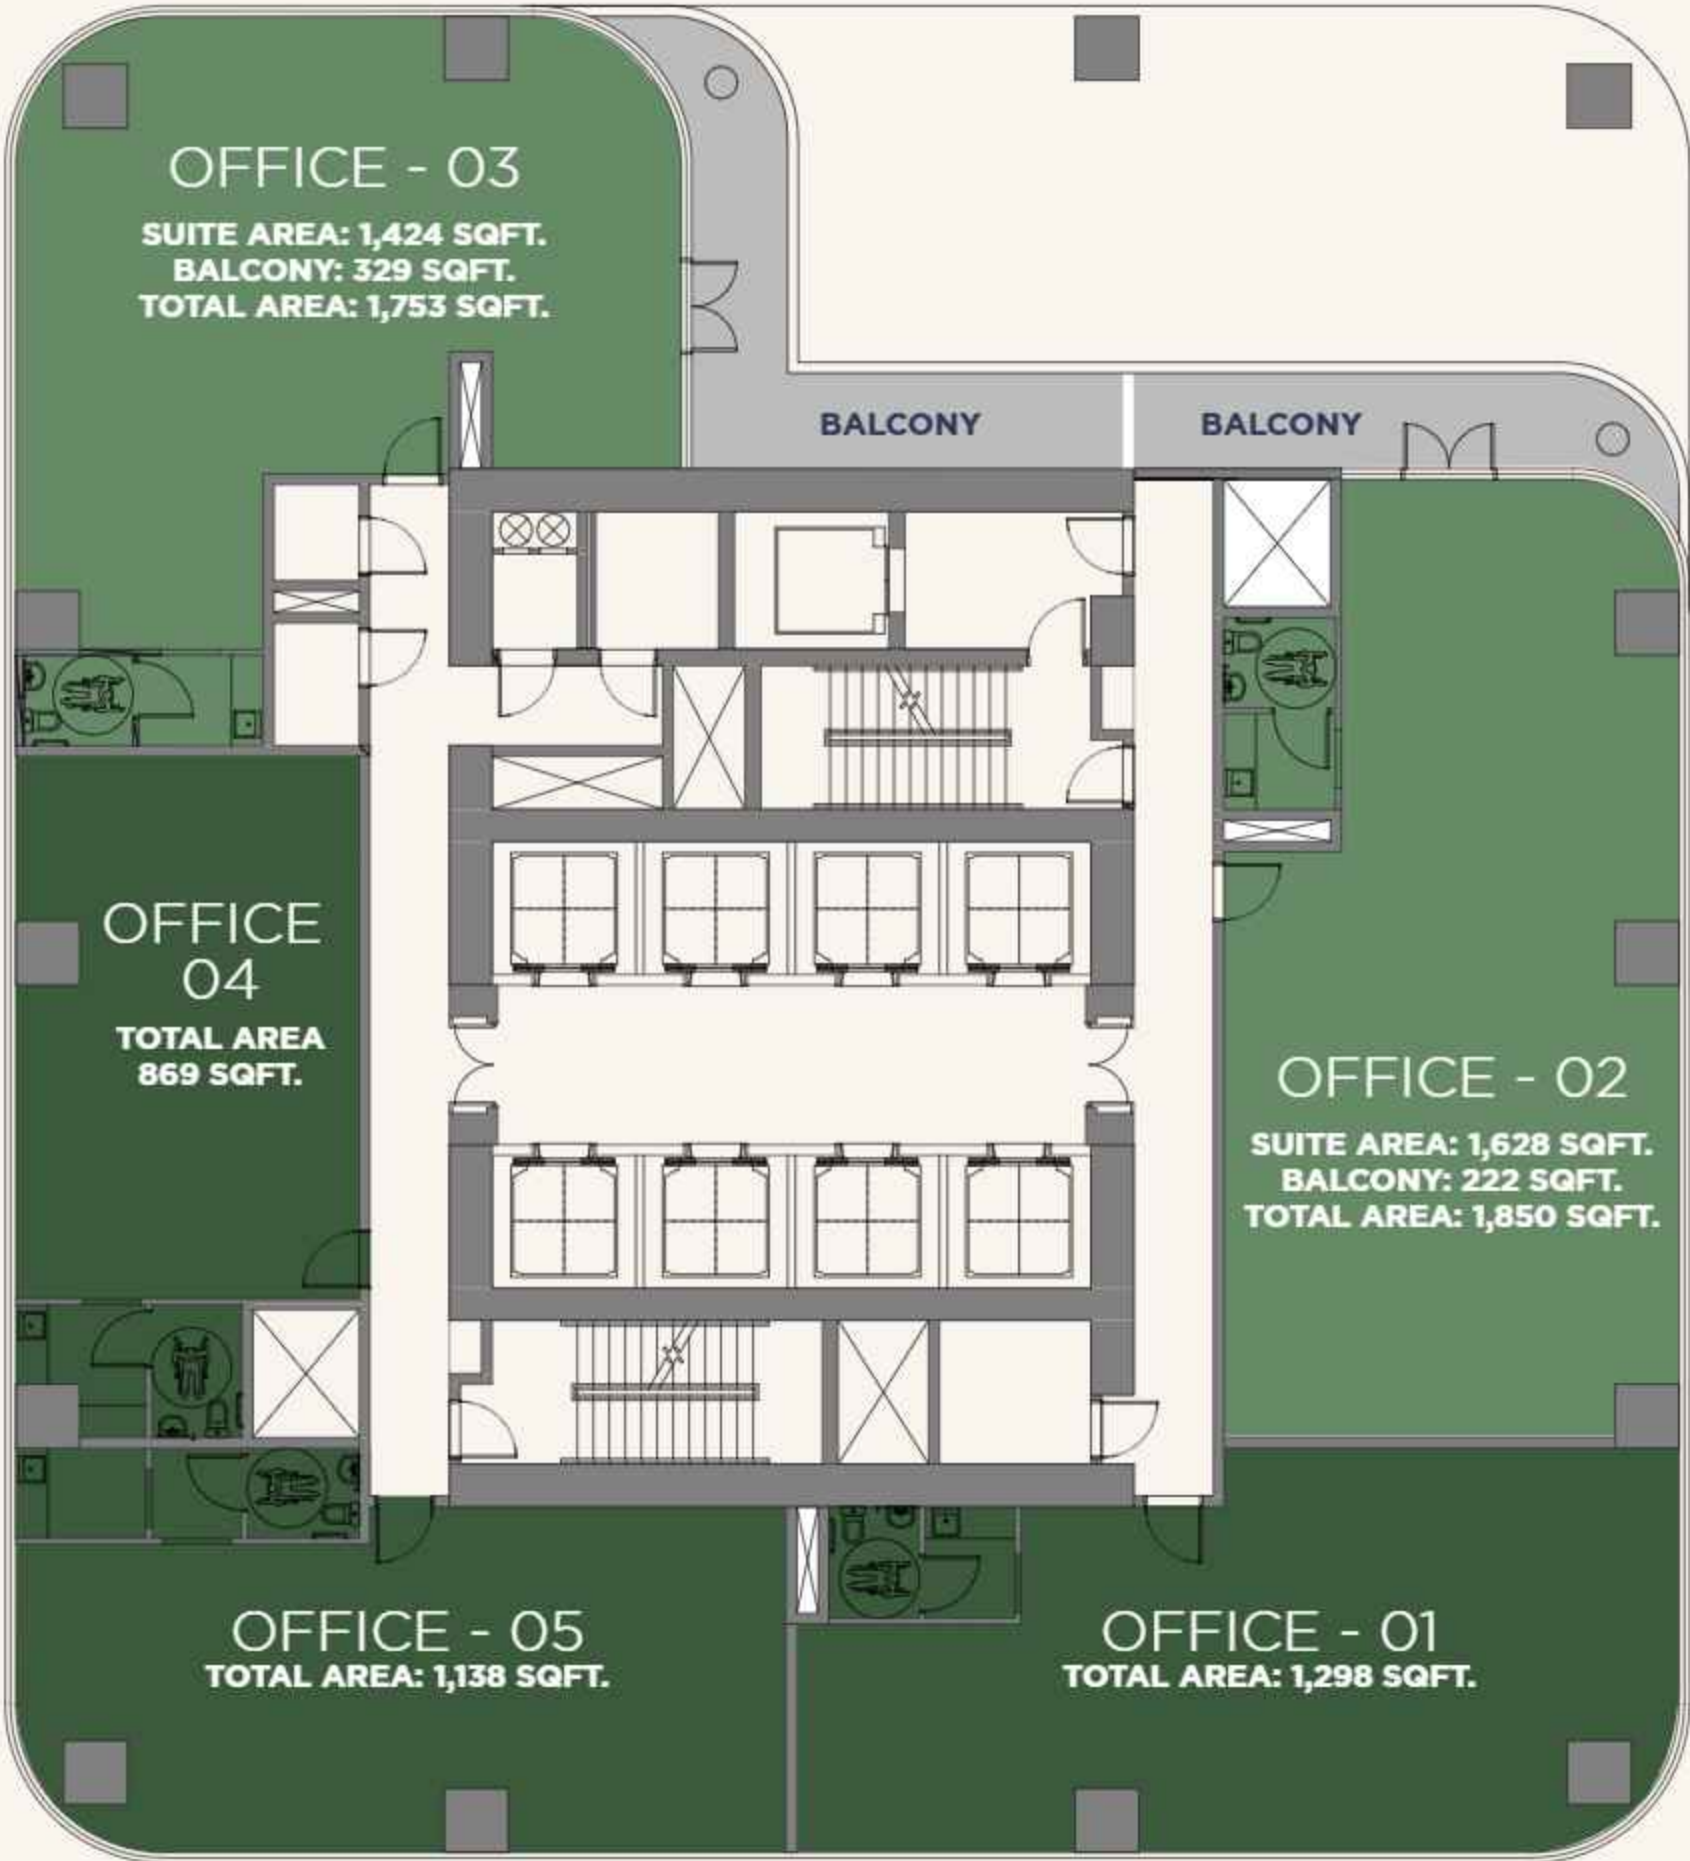 OFFICE - 03
SUITE AREA: 1,424 SQFT.
BALCONY: 329 SQFT.
TOTAL AREA: 1,753 SQFT.
BALCONY
BALCONY
OFFICE
04
TOTAL AREA
869 SQFT.
OFFICE - 02
SUITE AREA: 1,628 SQFT.
BALCONY: 222 SQFT.
TOTAL AREA: 1,850 SQFT.
OFFICE - 05
TOTAL AREA: 1,138 SQFT.
OFFICE - 01
TOTAL AREA: 1,298 SQFT.